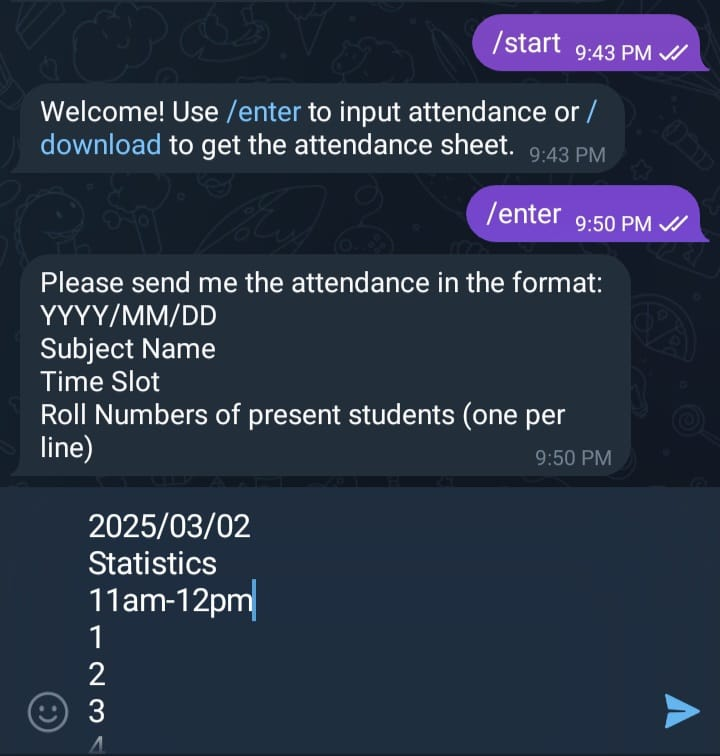 /start 9:43 PM
Welcome! Use /enter to input attendance or /
download to get the attendance sheet. 9:43 PM
/enter 9:50 PM
Please send me the attendance in the format:
YYYY/MM/DD
Subject Name
Time Slot
Roll Numbers of present students (one per
line) 9:50 PM
2025/03/02
Statistics
11am-12pm
1
2
3
4